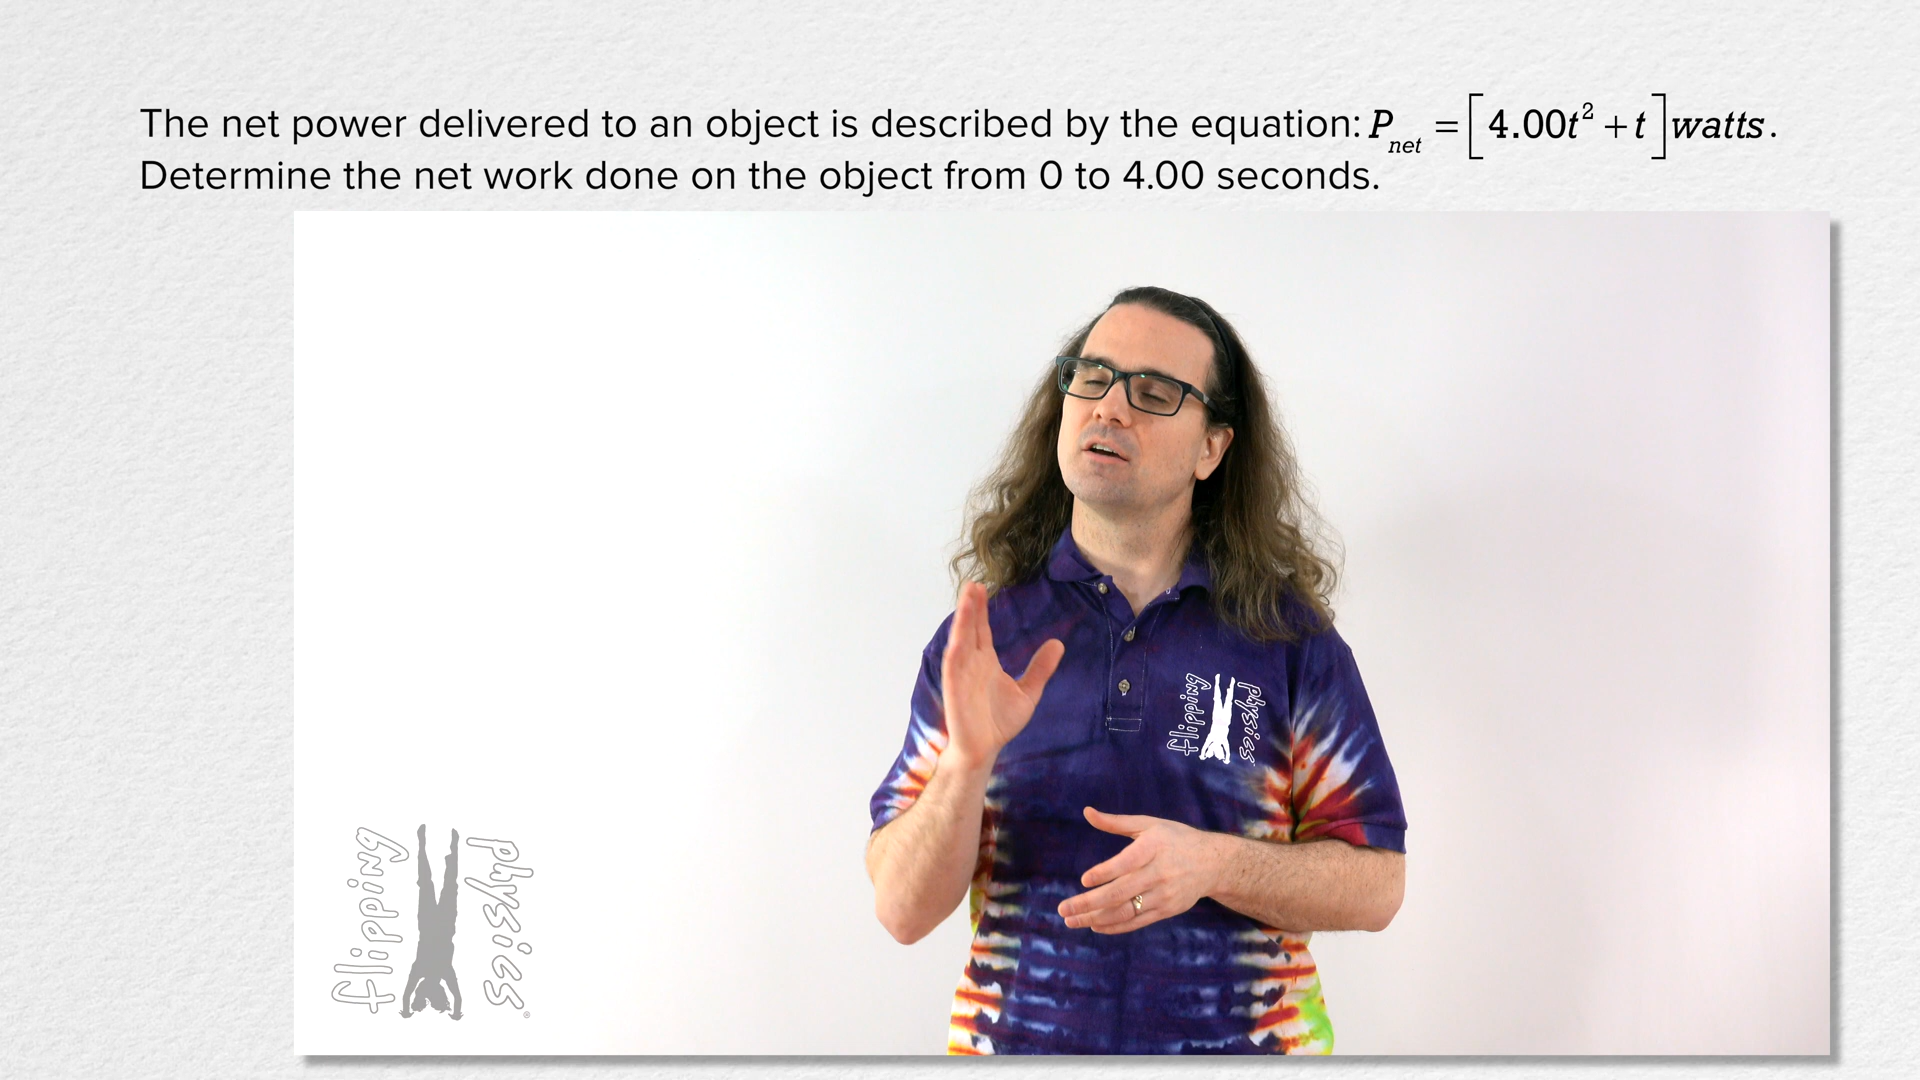 The net power delivered to an object is described by the equation: P_net = [4.00t² + t] watts.
Determine the net work done on the object from 0 to 4.00 seconds.
flipping
physics
flipping
physics®